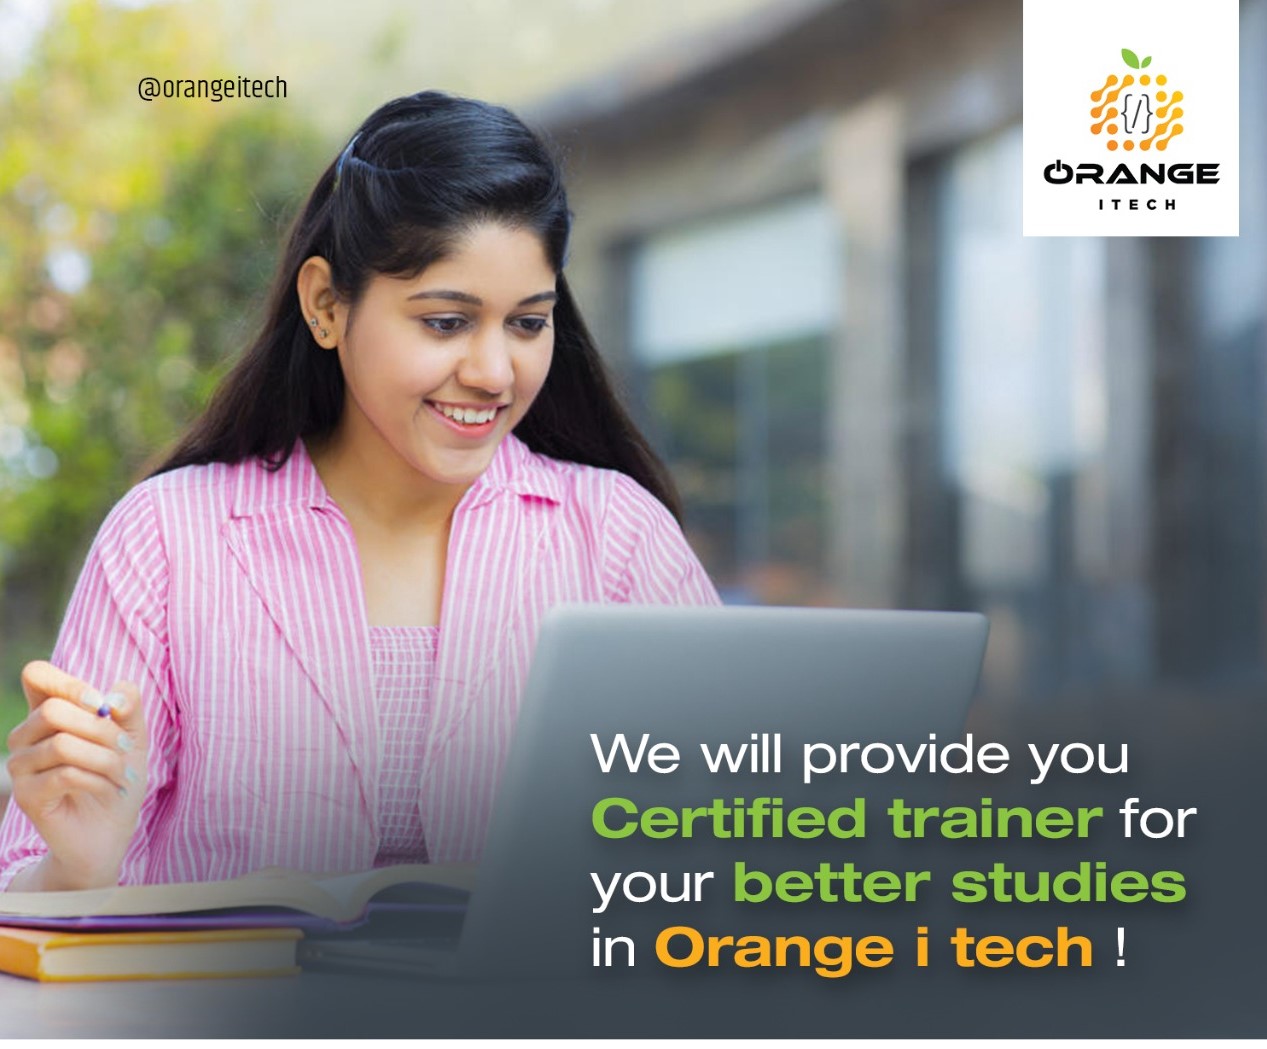 @orangeitech
{/}
ORANGE
ITECH
We will provide you
Certified trainer for
your better studies
in Orange i tech !